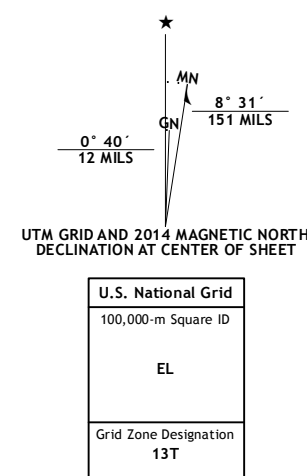 ★
MN
GN
8° 31´
151 MILS
0° 40´
12 MILS
UTM GRID AND 2014 MAGNETIC NORTH
DECLINATION AT CENTER OF SHEET
U.S. National Grid
100,000-m Square ID
EL
Grid Zone Designation
13T